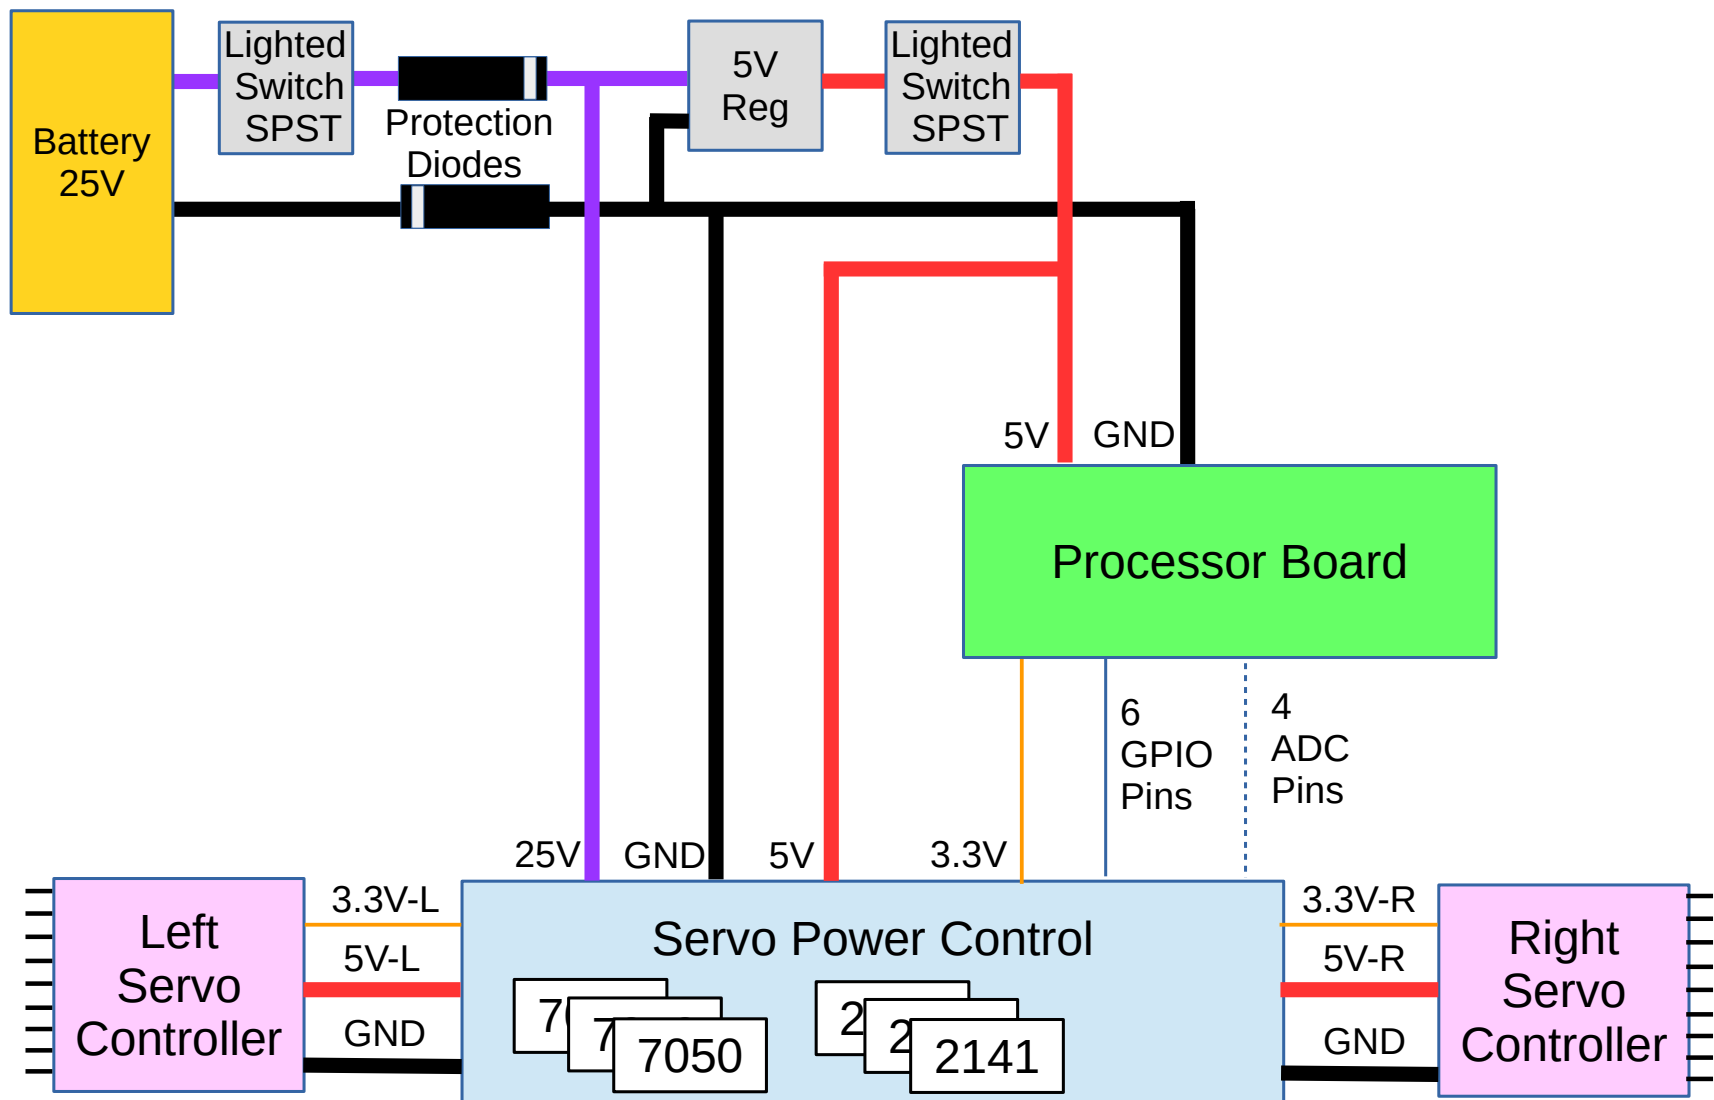 Battery
25V
Lighted
Switch
SPST
Protection
Diodes
5V
Reg
Lighted
Switch
SPST
5V
GND
Processor Board
6
GPIO
Pins
4
ADC
Pins
25V
GND
5V
3.3V
Left
Servo
Controller
3.3V-L
5V-L
GND
Servo Power Control
7050
2141
3.3V-R
5V-R
GND
Right
Servo
Controller